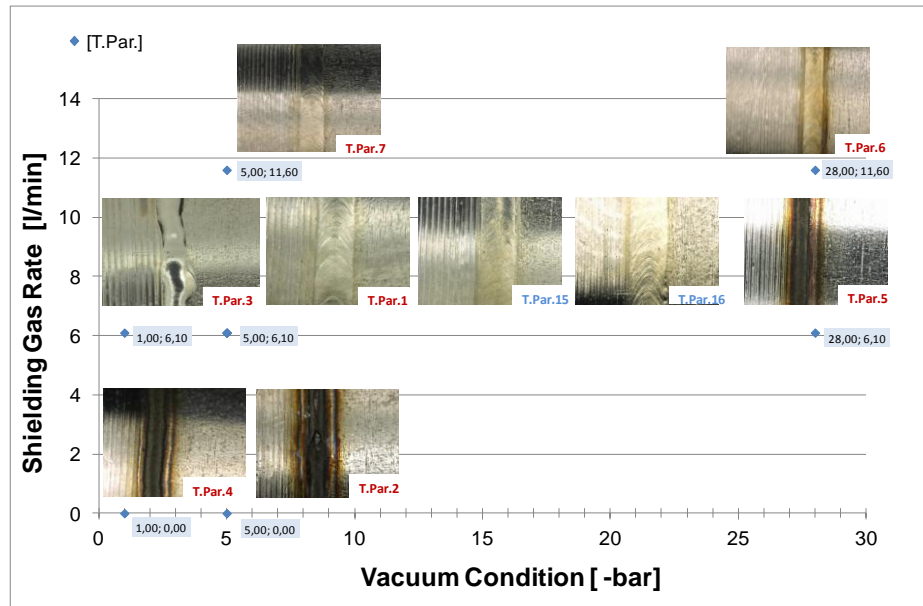 [T.Par.]
14
12
10
8
6
4
2
0
Shielding Gas Rate [l/min]
T.Par.7
T.Par.6
5,00; 11,60
28,00; 11,60
T.Par.3
T.Par.1
T.Par.15
T.Par.16
T.Par.5
1,00; 6,10
5,00; 6,10
28,00; 6,10
T.Par.4
T.Par.2
1,00; 0,00
5,00; 0,00
0
5
10
15
20
25
30
Vacuum Condition [ -bar]